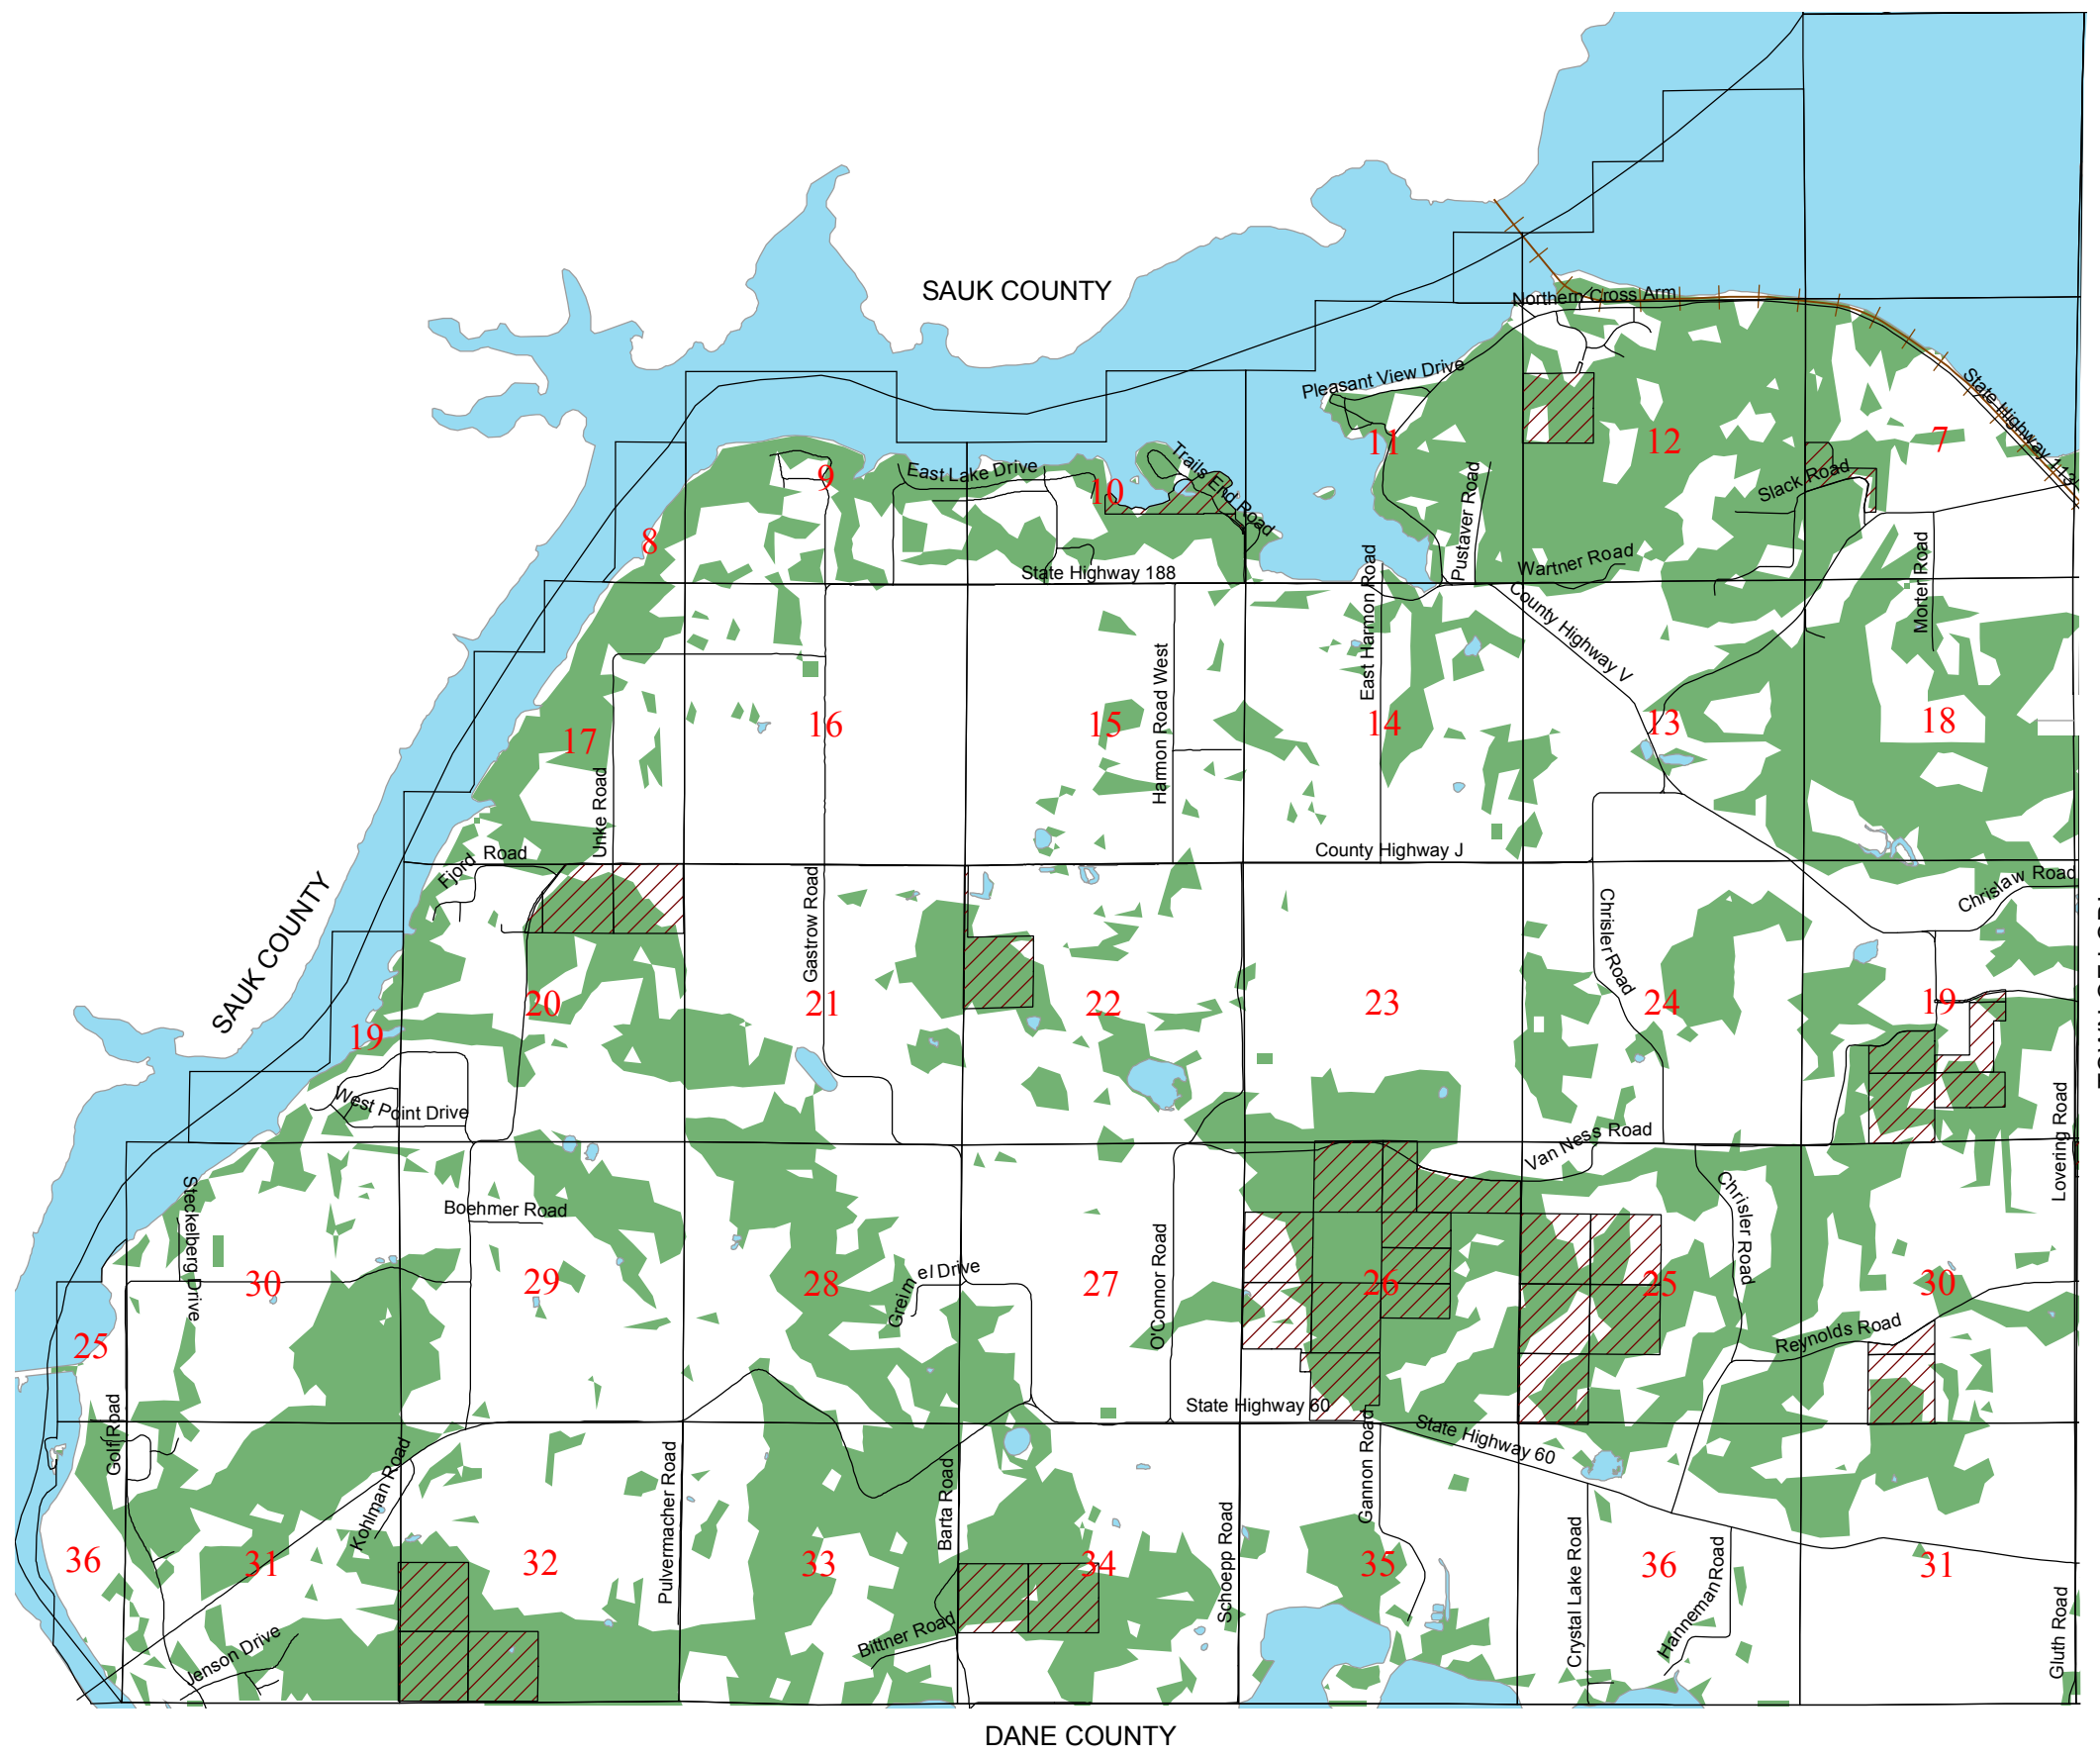 SAUK COUNTY
Northern Cross Arm
Pleasant View Drive
State Highway 113
11
12
7
Trails End Road
East Lake Drive
9
10
Slack Road
Pustaver Road
8
State Highway 188
East Harmon Road
Wartner Road
County Highway V
Morter Road
Harmon Road West
17
16
15
14
13
18
Unke Road
Fjord Road
County Highway J
Chrislaw Road
SAUK COUNTY
Gastrow Road
Chrisler Road
19
20
21
22
23
24
19
West Point Drive
Van Ness Road
Lovering Road
Steckelberg Drive
Boehmer Road
Chrisler Road
O'Connor Road
Greimel Drive
30
29
28
27
26
25
30
25
Reynolds Road
Golf Road
State Highway 60
State Highway 60
Kohlman Road
Pulvermacher Road
Barta Road
Gannon Road
Schoepp Road
Crystal Lake Road
36
31
32
33
34
35
36
31
Hanneman Road
Jenson Drive
Bittner Road
Gluth Road
DANE COUNTY